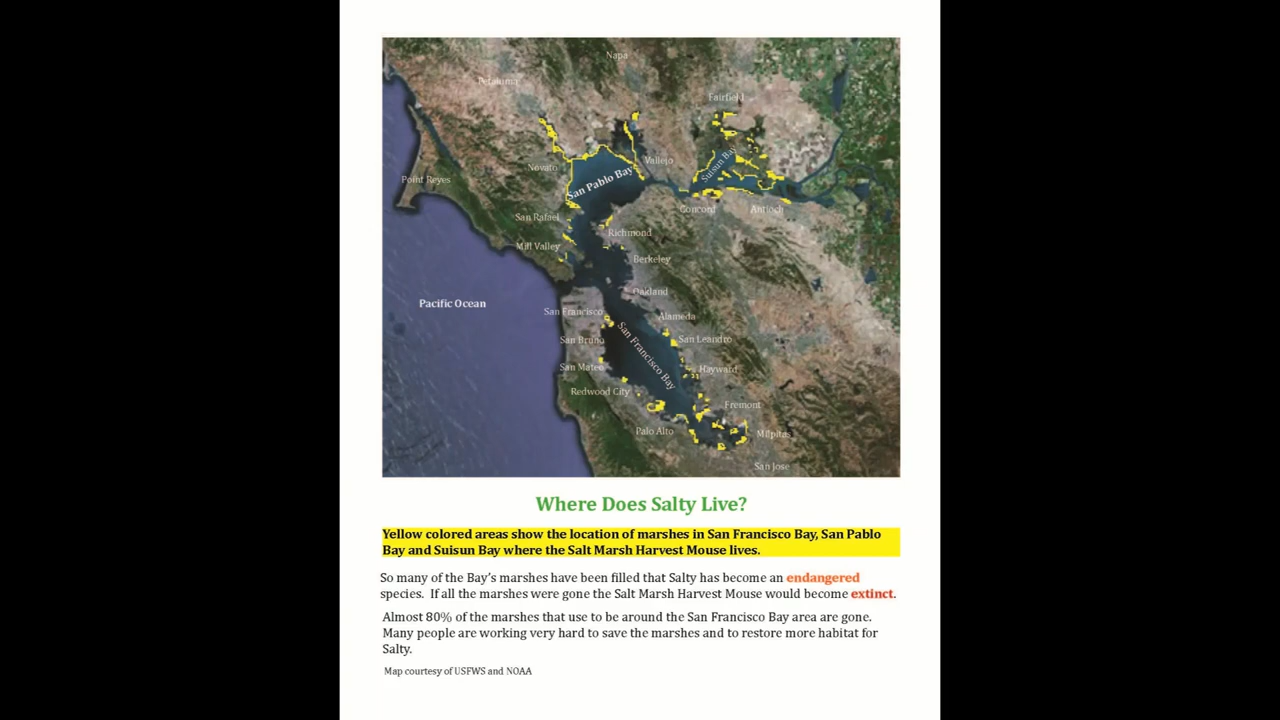 Napa
Petaluma
Fairfield
Vallejo
Novato
Suisun Bay
San Pablo Bay
Point Reyes
Concord
Antioch
San Rafael
Richmond
Mill Valley
Berkeley
Oakland
Pacific Ocean
San Francisco
Alameda
San Bruno
San Francisco Bay
San Leandro
San Mateo
Hayward
Redwood City
Fremont
Palo Alto
Milpitas
San Jose
Where Does Salty Live?
Yellow colored areas show the location of marshes in San Francisco Bay, San Pablo
Bay and Suisun Bay where the Salt Marsh Harvest Mouse lives.
So many of the Bay's marshes have been filled that Salty has become an endangered
species. If all the marshes were gone the Salt Marsh Harvest Mouse would become extinct.
Almost 80% of the marshes that use to be around the San Francisco Bay area are gone.
Many people are working very hard to save the marshes and to restore more habitat for
Salty.
Map courtesy of USFWS and NOAA